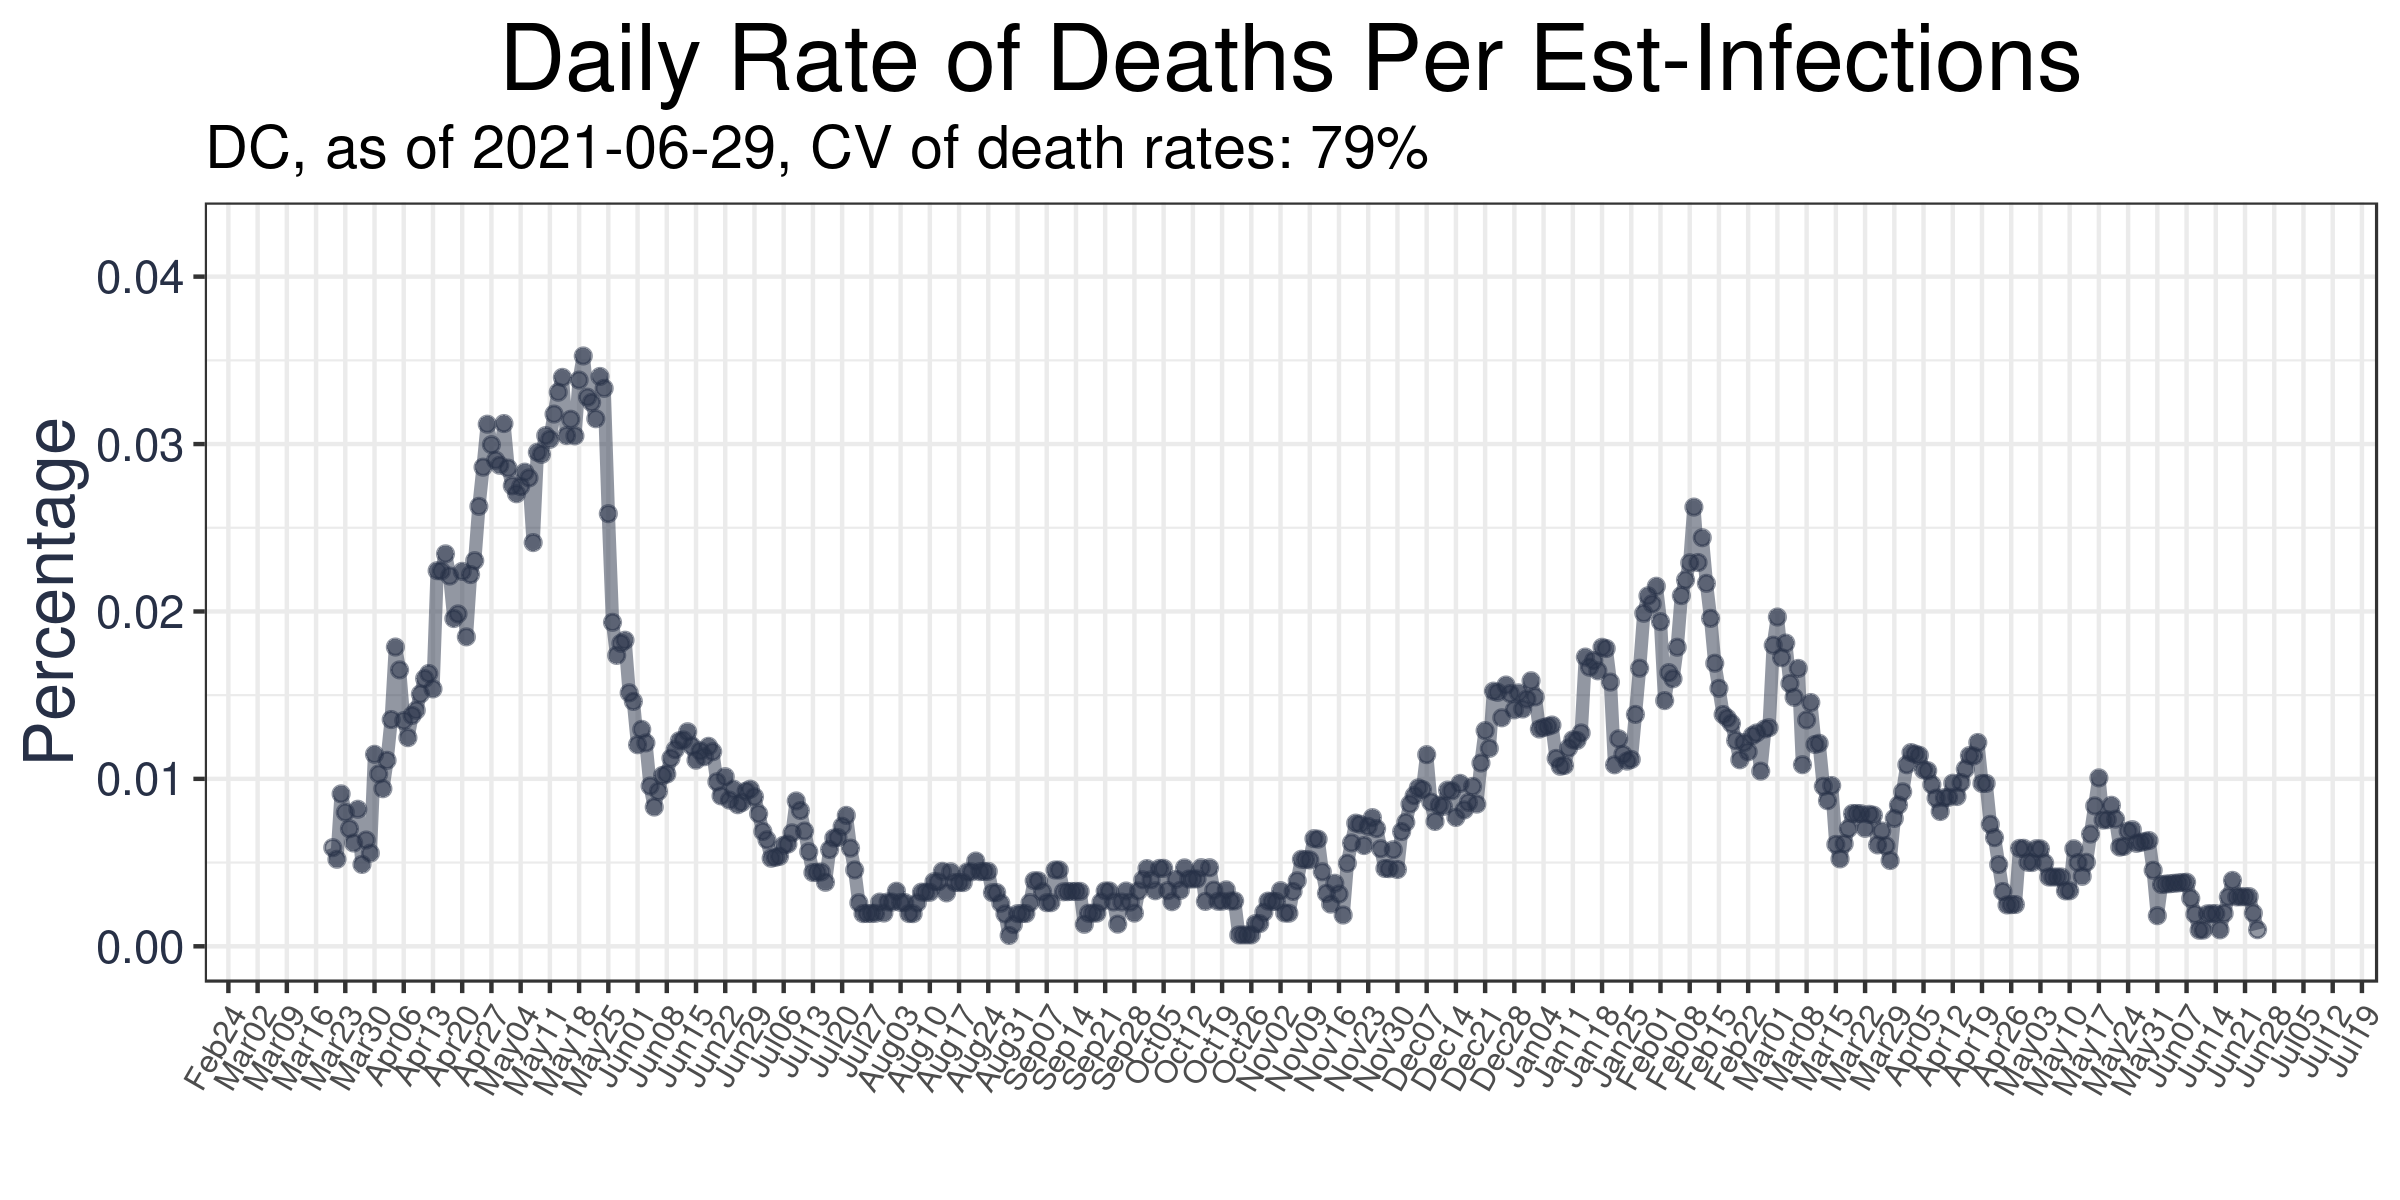 Daily Rate of Deaths Per Est-Infections
DC, as of 2021-06-29, CV of death rates: 79%
Percentage
0.04
0.03
0.02
0.01
0.00
Feb24
Mar02
Mar09
Mar16
Mar23
Mar30
Apr06
Apr13
Apr20
Apr27
May04
May11
May18
May25
Jun01
Jun08
Jun15
Jun22
Jun29
Jul06
Jul13
Jul20
Jul27
Aug03
Aug10
Aug17
Aug24
Aug31
Sep07
Sep14
Sep21
Sep28
Oct05
Oct12
Oct19
Oct26
Nov02
Nov09
Nov16
Nov23
Nov30
Dec07
Dec14
Dec21
Dec28
Jan04
Jan11
Jan18
Jan25
Feb01
Feb08
Feb15
Feb22
Mar01
Mar08
Mar15
Mar22
Mar29
Apr05
Apr12
Apr19
Apr26
May03
May10
May17
May24
May31
Jun07
Jun14
Jun21
Jun28
Jul05
Jul12
Jul19